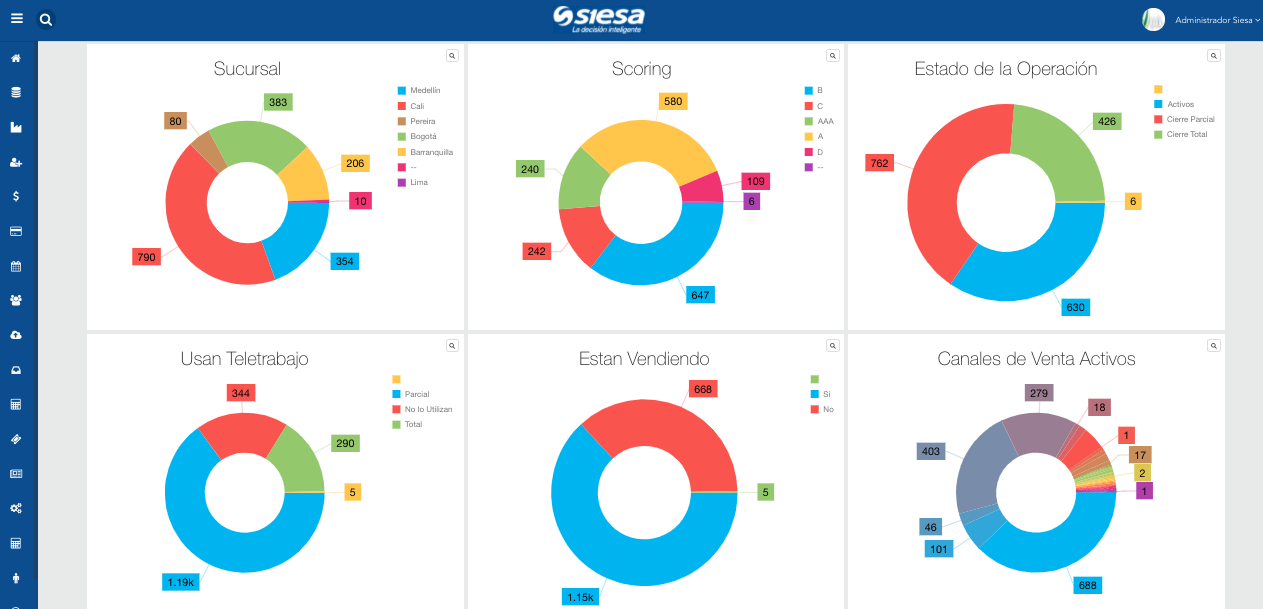 siesa
La decisión inteligente
Administrador Siesa
Sucursal
383
80
206
10
790
354
Medellín
Cali
Pereira
Bogotá
Barranquilla
--
Lima
Scoring
580
240
109
6
242
647
B
C
AAA
A
D
--
Estado de la Operación
762
426
6
630
Activos
Cierre Parcial
Cierre Total
Usan Teletrabajo
344
290
5
1.19k
Parcial
No lo Utilizan
Total
Estan Vendiendo
668
5
1.15k
Si
No
Canales de Venta Activos
279
18
1
403
17
2
1
46
101
688